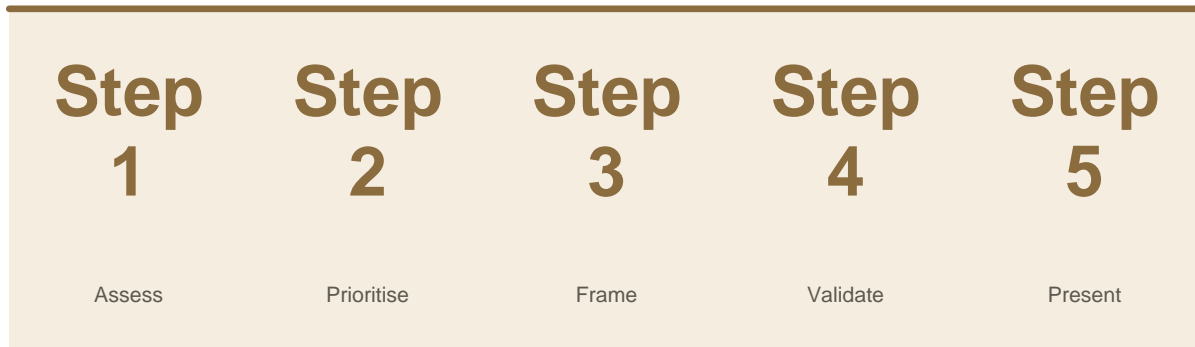 Step 1
Assess
Step 2
Prioritise
Step 3
Frame
Step 4
Validate
Step 5
Present